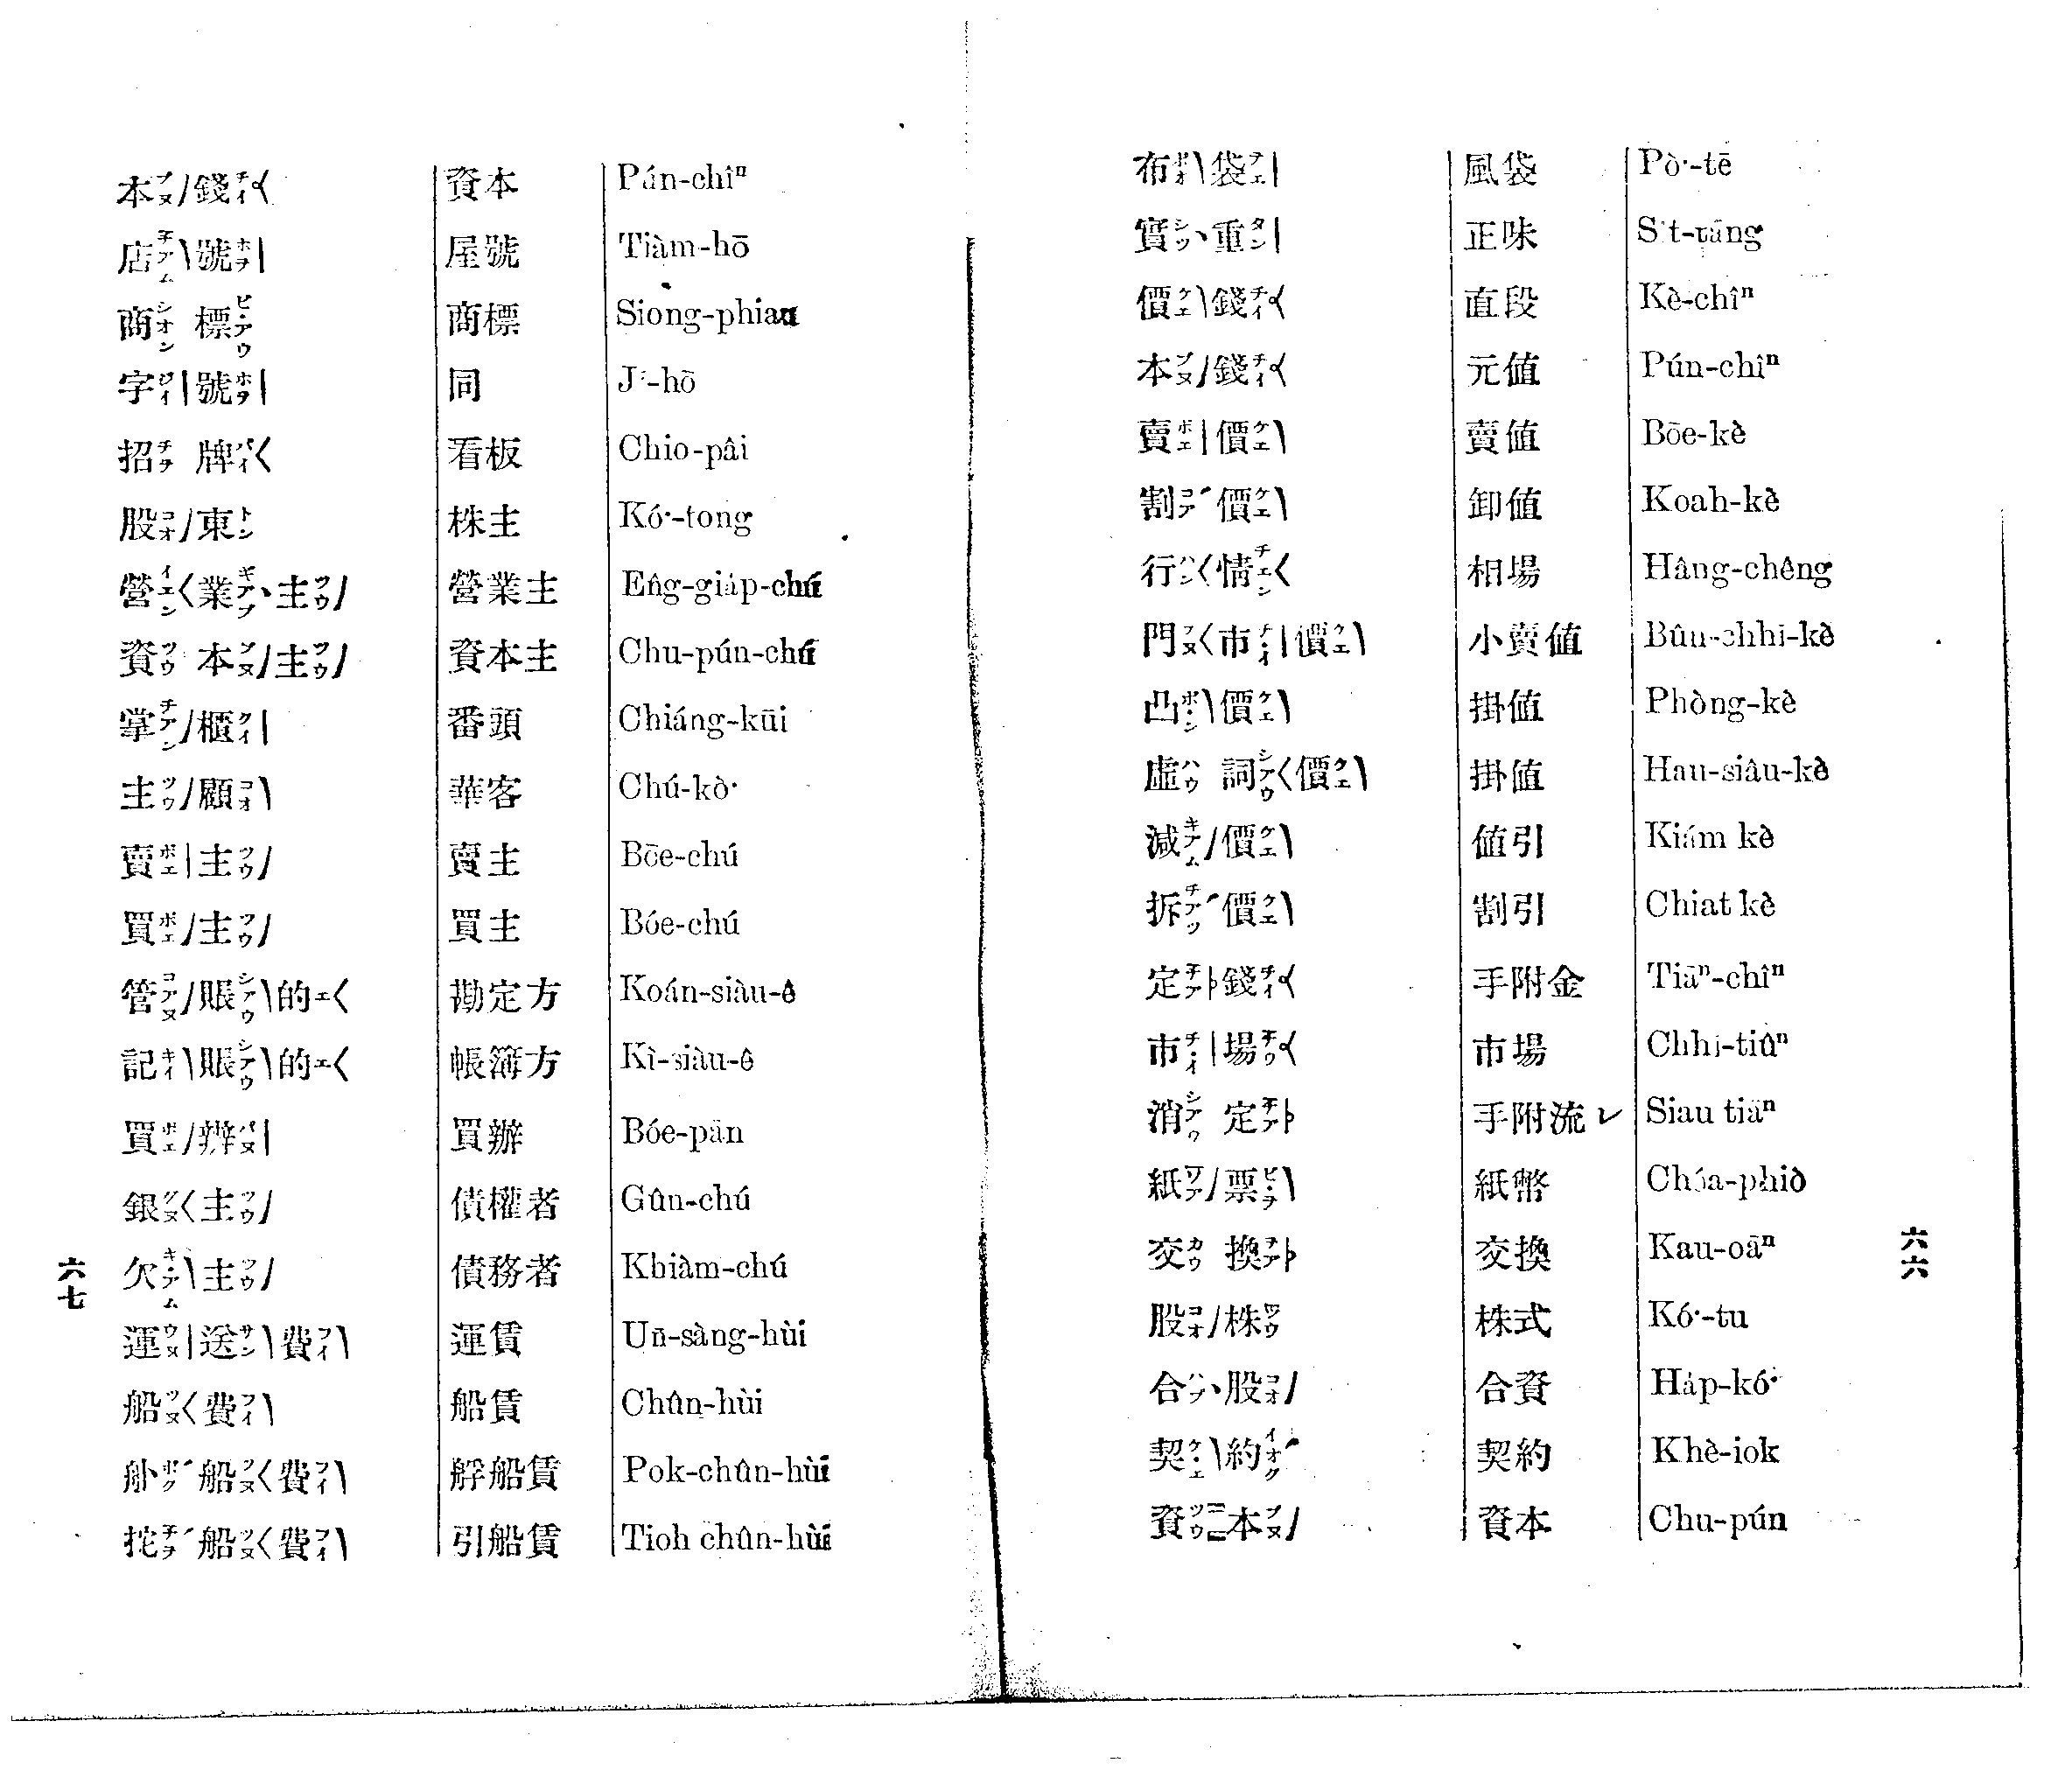 布袋 風袋 Pò͘-tē
實重 正味 Si̍t-tāng
價錢 直段 Kè-chîⁿ
本錢 元値 Pún-chîⁿ
賣價 賣値 Bōe-kè
割價 卸値 Koah-kè
行情 相場 Hâng-chêng
門市價 小賣値 Bûn-chhī-kè
凸價 掛値 Phòng-kè
虛詞價 掛値 Hau-siâu-kè
減價 値引 Kiám kè
拆價 割引 Chiat kè
定錢 手附金 Tiāⁿ-chîⁿ
市場 市場 Chhī-tiûⁿ
消定 手附流レ Siau tiāⁿ
紙票 紙幣 Chóa-phiò
交換 交換 Kau-oāⁿ
股株 株式 Kó͘-tu
合股 合資 Ha̍p-kó͘
契約 契約 Khè-iok
資本 資本 Chu-pún
六六
本錢 資本 Pún-chîⁿ
店號 屋號 Tiàm-hō
商標 商標 Siong-phiau
字號 同 Jī-hō
招牌 看板 Chio-pâi
股東 株主 Kó͘-tong
營業主 營業主 Enĝ-gia̍p-chú
資本主 資本主 Chu-pún-chú
掌櫃 番頭 Chiáng-kūi
主顧 華客 Chú-kò͘
賣主 賣主 Bōe-chú
買主 買主 Bóe-chú
管賬的 勘定方 Koán-siàu-ê
記賬的 帳簿方 Kì-siàu-ê
買辦 買辦 Bóe-pān
銀主 債權者 Gûn-chú
欠主 債務者 Khiàm-chú
運送費 運賃 Un̄-sàng-hùi
船費 船賃 Chûn-hùi
船費 艀船賃 Pok-chûn-hùi
拕船費 引船賃 Tioh chûn-hùi
六七